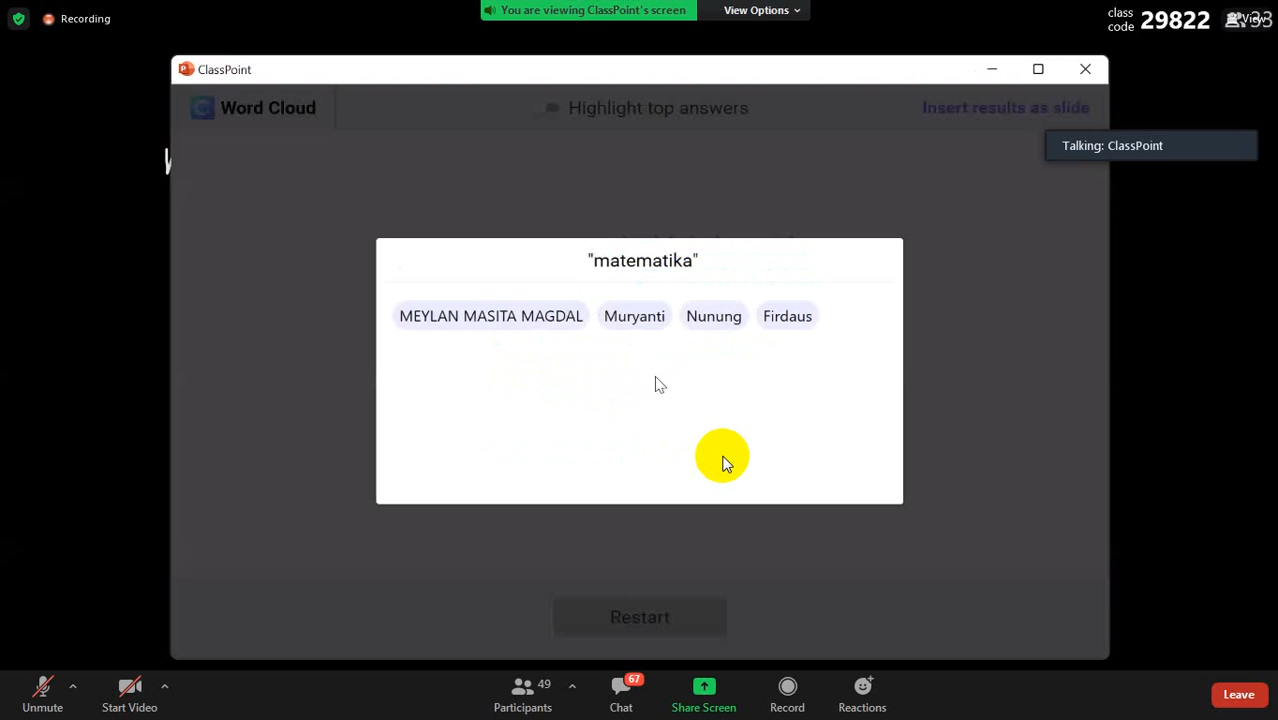 Recording
You are viewing ClassPoint's screen
View Options
class code 29822
33
View
ClassPoint
Word Cloud
Highlight top answers
Insert results as slide
Talking: ClassPoint
"matematika"
MEYLAN MASITA MAGDAL Muryanti Nunung Firdaus
Restart
Unmute
Start Video
49
Participants
67
Chat
Share Screen
Record
Reactions
Leave